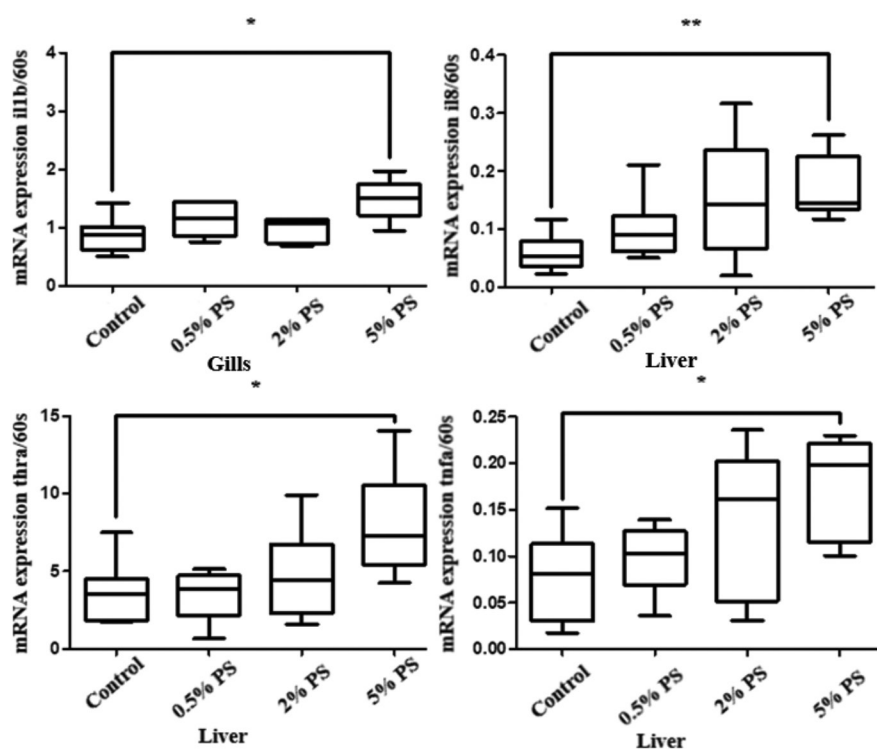 *
mRNA expression il1b/60s
4
3
2
1
0
Control
0.5% PS
2% PS
5% PS
Gills
**
mRNA expression il8/60s
0.4
0.3
0.2
0.1
0.0
Control
0.5% PS
2% PS
5% PS
Liver
*
mRNA expression thra/60s
15
10
5
0
Control
0.5% PS
2% PS
5% PS
Liver
*
mRNA expression tnfa/60s
0.25
0.20
0.15
0.10
0.05
0.00
Control
0.5% PS
2% PS
5% PS
Liver